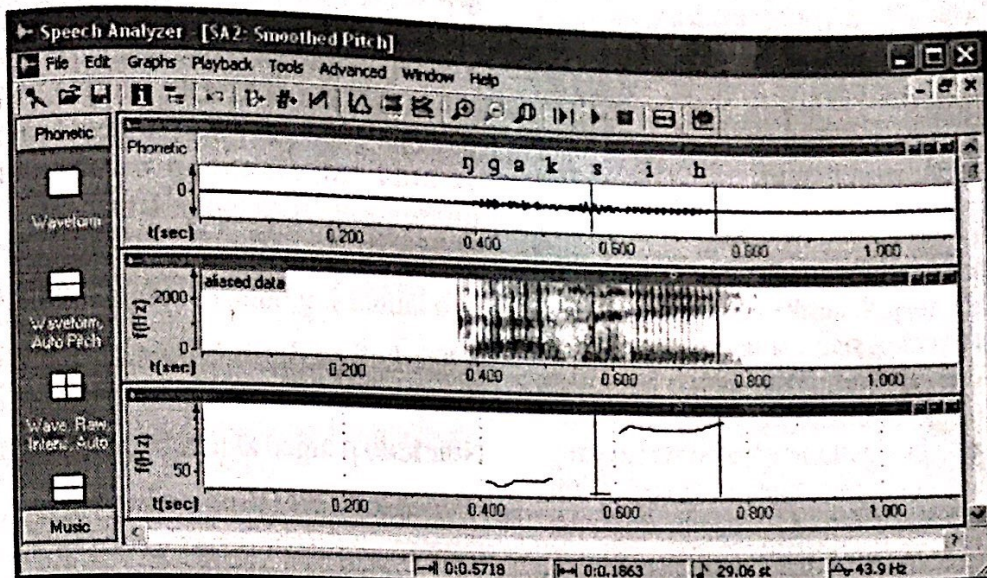 Speech Analyzer - [SA2: Smoothed Pitch]
File Edit Graphs Playback Tools Advanced Window Help
Phonetic
Waveform
Waveform, Auto Pitch
Wave, Raw, Intens, Auto
Music
Phonetic
ŋ g a k s i h
0
t(sec) 0.200 0.400 0.600 0.800 1.000
aliased data
f(Hz)
2000
0
t(sec) 0.200 0.400 0.600 0.800 1.000
f(Hz)
50
t(sec) 0.200 0.400 0.600 0.800 1.000
0:0.5718 0:0.1863 29.06 st 43.9 Hz